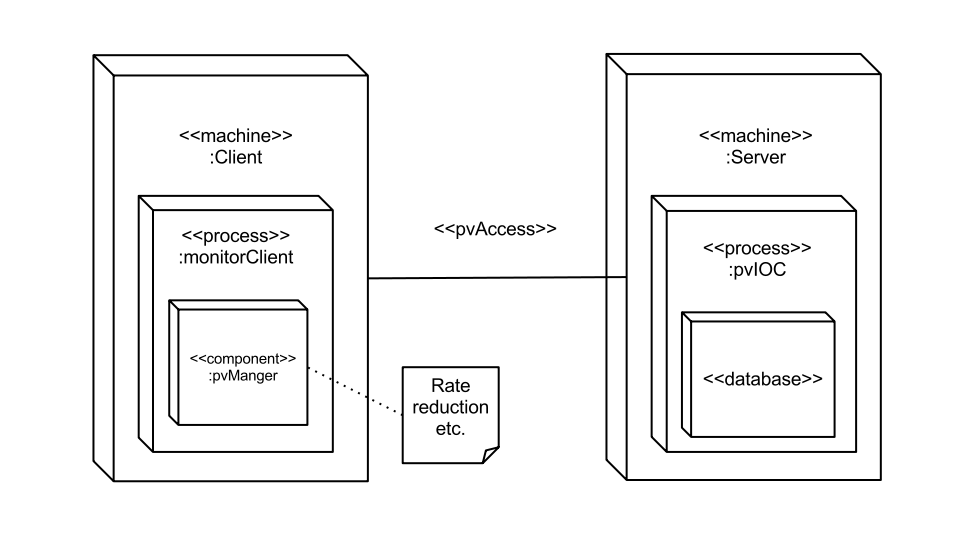 <<machine>>
:Client
<<process>>
:monitorClient
<<component>>
:pvManger
<<pvAccess>>
Rate
reduction
etc.
<<machine>>
:Server
<<process>>
:pvIOC
<<database>>